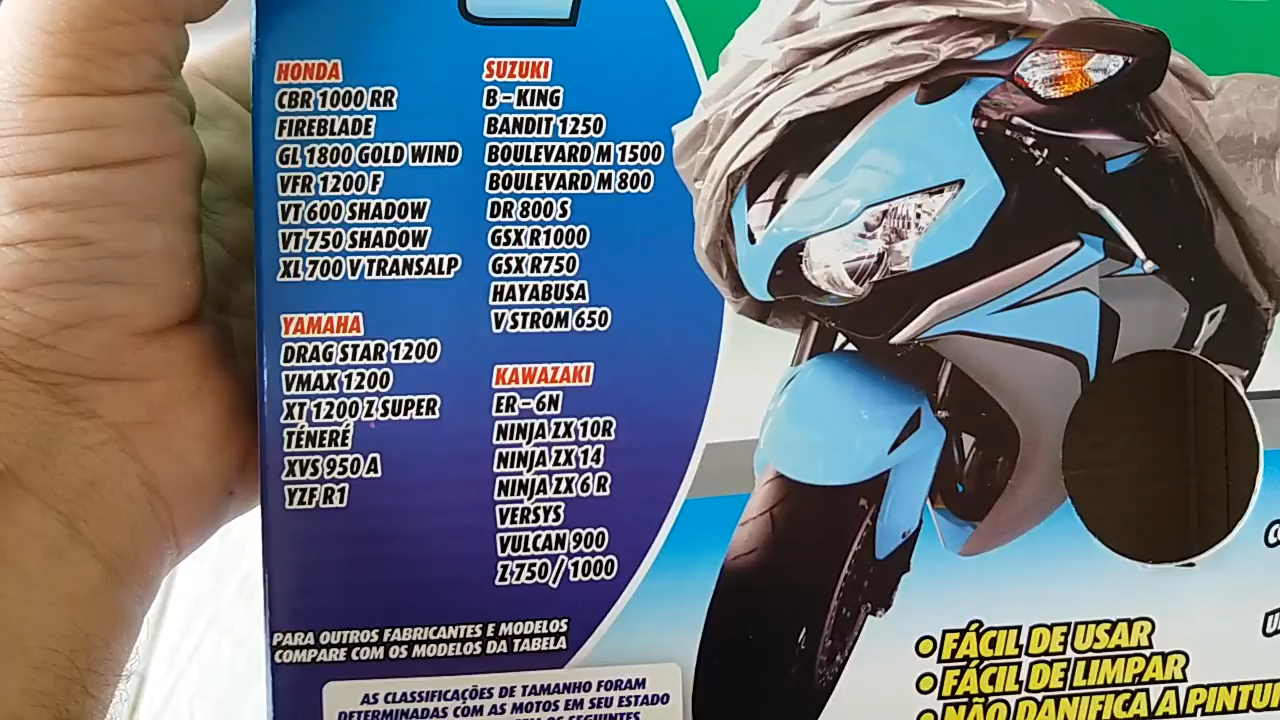 HONDA
CBR 1000 RR
FIREBLADE
GL 1800 GOLD WIND
VFR 1200 F
VT 600 SHADOW
VT 750 SHADOW
XL 700 V TRANSALP
YAMAHA
DRAG STAR 1200
VMAX 1200
XT 1200 Z SUPER
TÉNERÉ
XVS 950 A
YZF R1
SUZUKI
B-KING
BANDIT 1250
BOULEVARD M 1500
BOULEVARD M 800
DR 800 S
GSX R1000
GSX R750
HAYABUSA
V STROM 650
KAWAZAKI
ER-6N
NINJA ZX 10R
NINJA ZX 14
NINJA ZX 6 R
VERSYS
VULCAN 900
Z 750 / 1000
PARA OUTROS FABRICANTES E MODELOS
COMPARE COM OS MODELOS DA TABELA
AS CLASSIFICAÇÕES DE TAMANHO FORAM
DETERMINADAS COM AS MOTOS EM SEU ESTADO
OS SEGUINTES
• FÁCIL DE USAR
• FÁCIL DE LIMPAR
• NÃO DANIFICA A